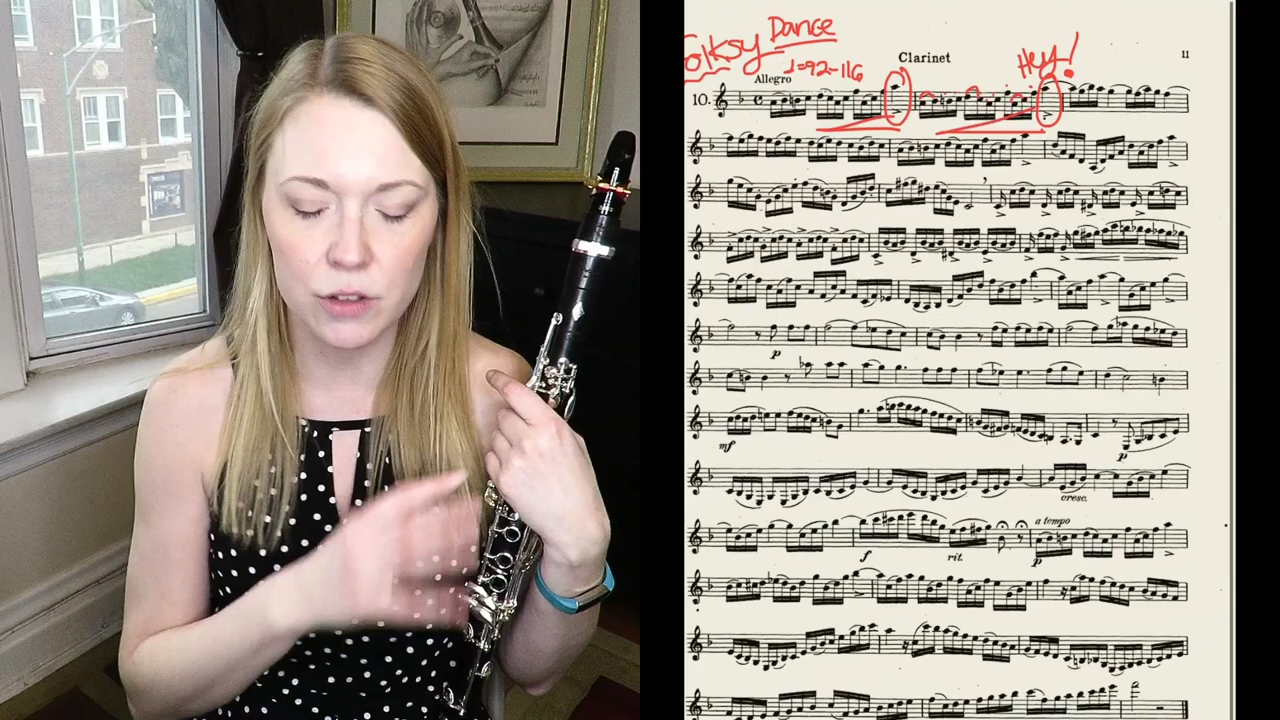 Folksy Dance
♩=92-116
Hey!
Clarinet
11
Allegro
10.
p
mf
p
cresc.
a tempo
f
rit.
p